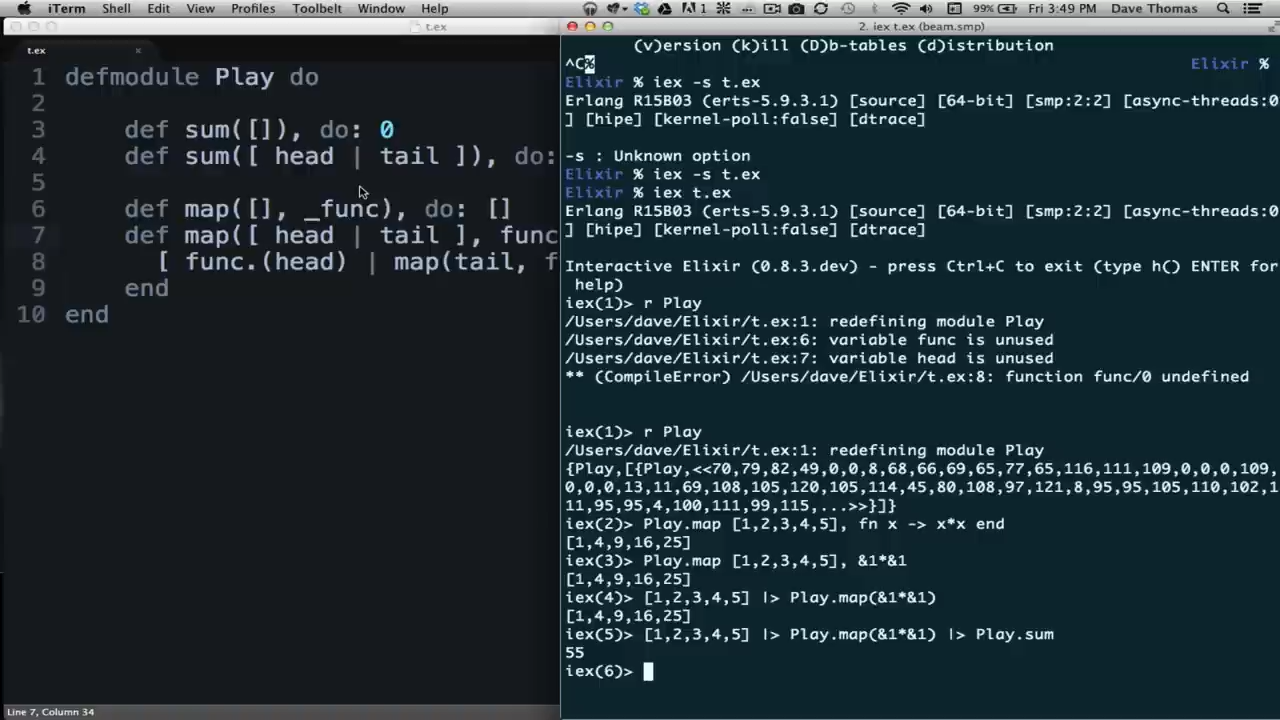 iTerm Shell Edit View Profiles Toolbelt Window Help 1 99% Fri 3:49 PM Dave Thomas
t.ex
2. iex t.ex (beam.smp)
t.ex
1 defmodule Play do
2
3 def sum([]), do: 0
4 def sum([ head | tail ]), do:
5
6 def map([], _func), do: []
7 def map([ head | tail ], func
8 [ func.(head) | map(tail, f
9 end
10 end
Line 7, Column 34
(v)ersion (k)ill (D)b-tables (d)istribution
^C% Elixir %
Elixir % iex -s t.ex
Erlang R15B03 (erts-5.9.3.1) [source] [64-bit] [smp:2:2] [async-threads:0
] [hipe] [kernel-poll:false] [dtrace]
-s : Unknown option
Elixir % iex -s t.ex
Elixir % iex t.ex
Erlang R15B03 (erts-5.9.3.1) [source] [64-bit] [smp:2:2] [async-threads:0
] [hipe] [kernel-poll:false] [dtrace]
Interactive Elixir (0.8.3.dev) - press Ctrl+C to exit (type h() ENTER for
help)
iex(1)> r Play
/Users/dave/Elixir/t.ex:1: redefining module Play
/Users/dave/Elixir/t.ex:6: variable func is unused
/Users/dave/Elixir/t.ex:7: variable head is unused
** (CompileError) /Users/dave/Elixir/t.ex:8: function func/0 undefined
iex(1)> r Play
/Users/dave/Elixir/t.ex:1: redefining module Play
{Play,[{Play,<<70,79,82,49,0,0,8,68,66,69,65,77,65,116,111,109,0,0,0,109,
0,0,0,13,11,69,108,105,120,105,114,45,80,108,97,121,8,95,95,105,110,102,1
11,95,95,4,100,111,99,115,...>>}]}
iex(2)> Play.map [1,2,3,4,5], fn x -> x*x end
[1,4,9,16,25]
iex(3)> Play.map [1,2,3,4,5], &1*&1
[1,4,9,16,25]
iex(4)> [1,2,3,4,5] |> Play.map(&1*&1)
[1,4,9,16,25]
iex(5)> [1,2,3,4,5] |> Play.map(&1*&1) |> Play.sum
55
iex(6)>